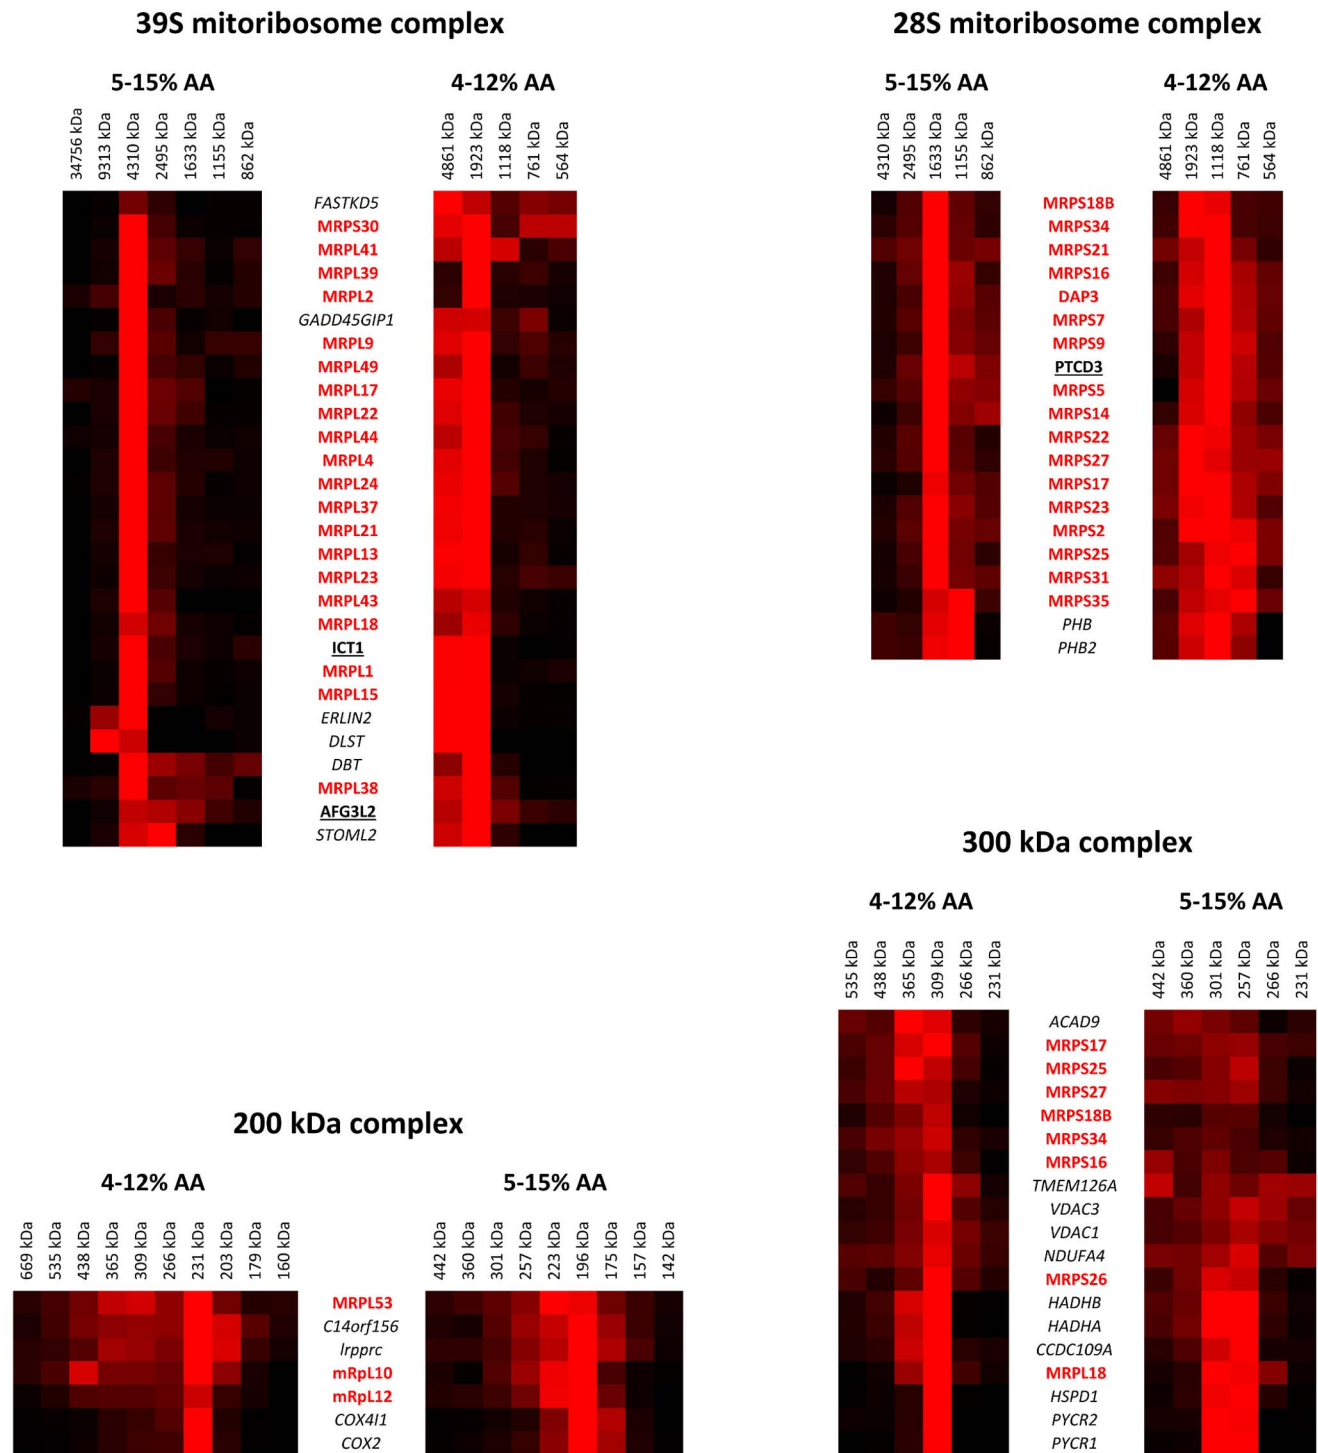 39S mitoribosome complex
5-15% AA
4-12% AA
34756 kDa
9313 kDa
4310 kDa
2495 kDa
1633 kDa
1155 kDa
862 kDa
4861 kDa
1923 kDa
1118 kDa
761 kDa
564 kDa
FASTKD5
MRPS30
MRPL41
MRPL39
MRPL2
GADD45GIP1
MRPL9
MRPL49
MRPL17
MRPL22
MRPL44
MRPL4
MRPL24
MRPL37
MRPL21
MRPL13
MRPL23
MRPL43
MRPL18
ICT1
MRPL1
MRPL15
ERLIN2
DLST
DBT
MRPL38
AFG3L2
STOML2
28S mitoribosome complex
5-15% AA
4-12% AA
4310 kDa
2495 kDa
1633 kDa
1155 kDa
862 kDa
4861 kDa
1923 kDa
1118 kDa
761 kDa
564 kDa
MRPS18B
MRPS34
MRPS21
MRPS16
DAP3
MRPS7
MRPS9
PTCD3
MRPS5
MRPS14
MRPS22
MRPS27
MRPS17
MRPS23
MRPS2
MRPS25
MRPS31
MRPS35
PHB
PHB2
200 kDa complex
4-12% AA
5-15% AA
669 kDa
535 kDa
438 kDa
365 kDa
309 kDa
266 kDa
231 kDa
203 kDa
179 kDa
160 kDa
442 kDa
360 kDa
301 kDa
257 kDa
223 kDa
196 kDa
175 kDa
157 kDa
142 kDa
MRPL53
C14orf156
lrpprc
mRpL10
mRpL12
COX4I1
COX2
300 kDa complex
4-12% AA
5-15% AA
535 kDa
438 kDa
365 kDa
309 kDa
266 kDa
231 kDa
442 kDa
360 kDa
301 kDa
257 kDa
266 kDa
231 kDa
ACAD9
MRPS17
MRPS25
MRPS27
MRPS18B
MRPS34
MRPS16
TMEM126A
VDAC3
VDAC1
NDUFA4
MRPS26
HADHB
HADHA
CCDC109A
MRPL18
HSPD1
PYCR2
PYCR1